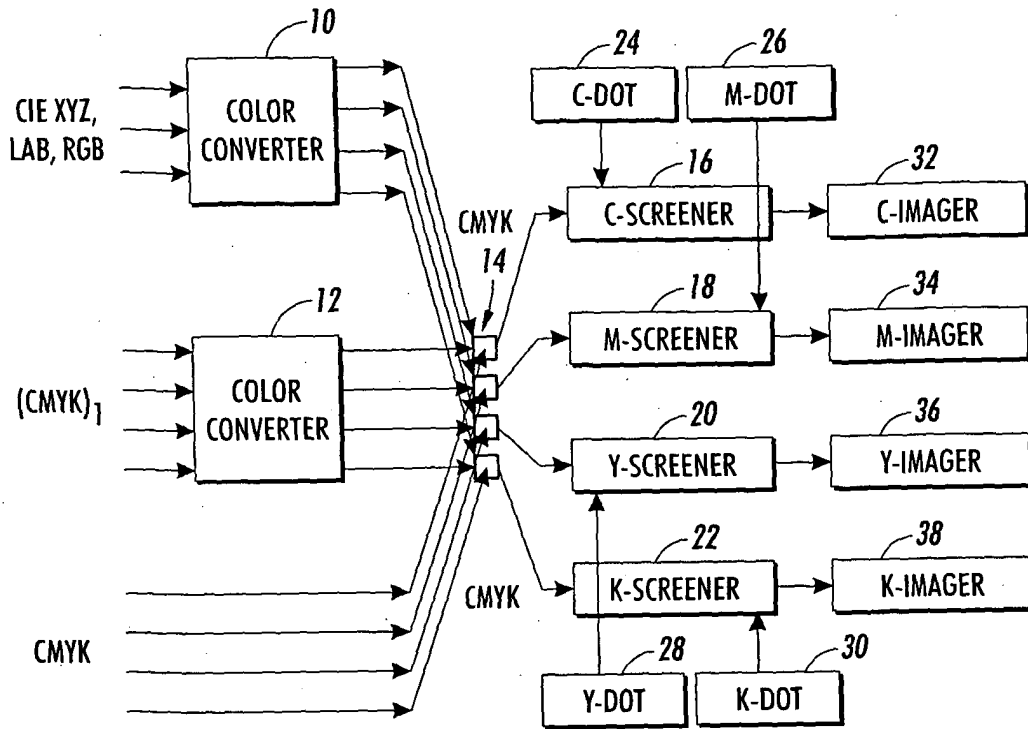 10
24
26
COLOR
CONVERTER
C-DOT
M-DOT
CIE XYZ,
LAB, RGB
16
32
C-SCREENER
C-IMAGER
CMYK
14
18
34
M-SCREENER
M-IMAGER
12
COLOR
CONVERTER
(CMYK)1
20
36
Y-SCREENER
Y-IMAGER
22
38
K-SCREENER
K-IMAGER
CMYK
CMYK
28
30
Y-DOT
K-DOT